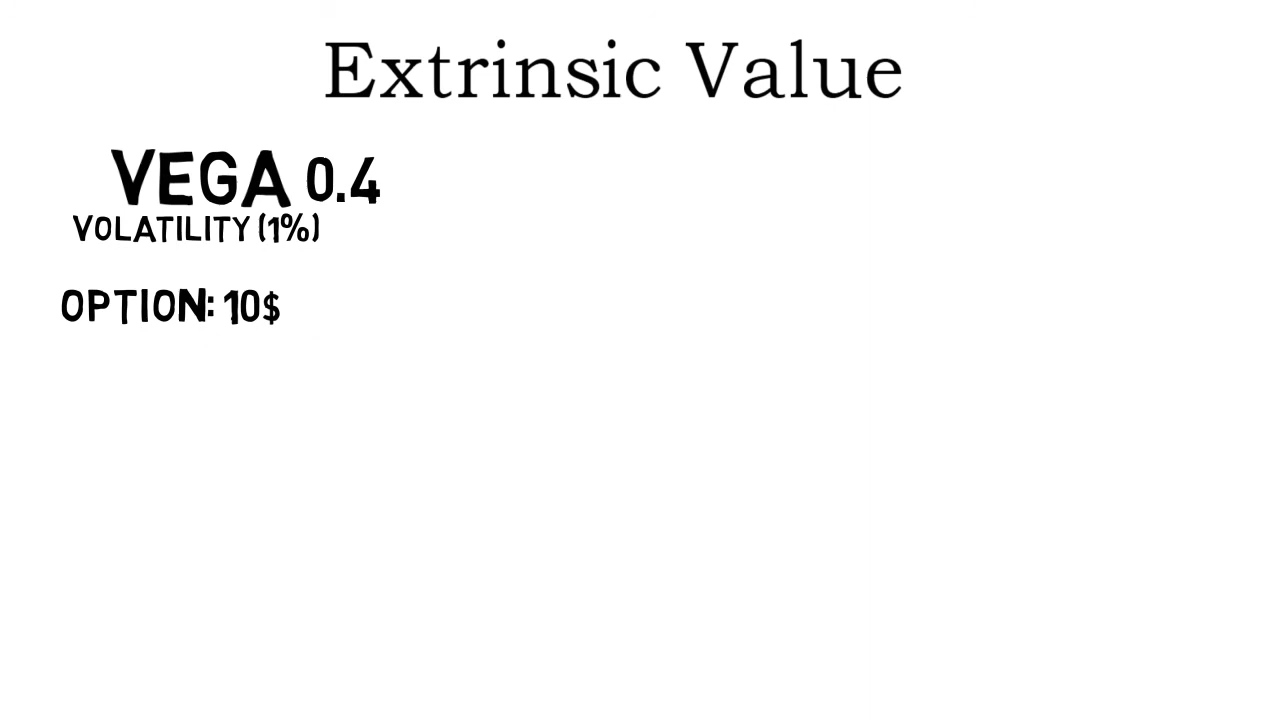 Extrinsic Value
VEGA 0.4
VOLATILITY (1%)
OPTION: 10$